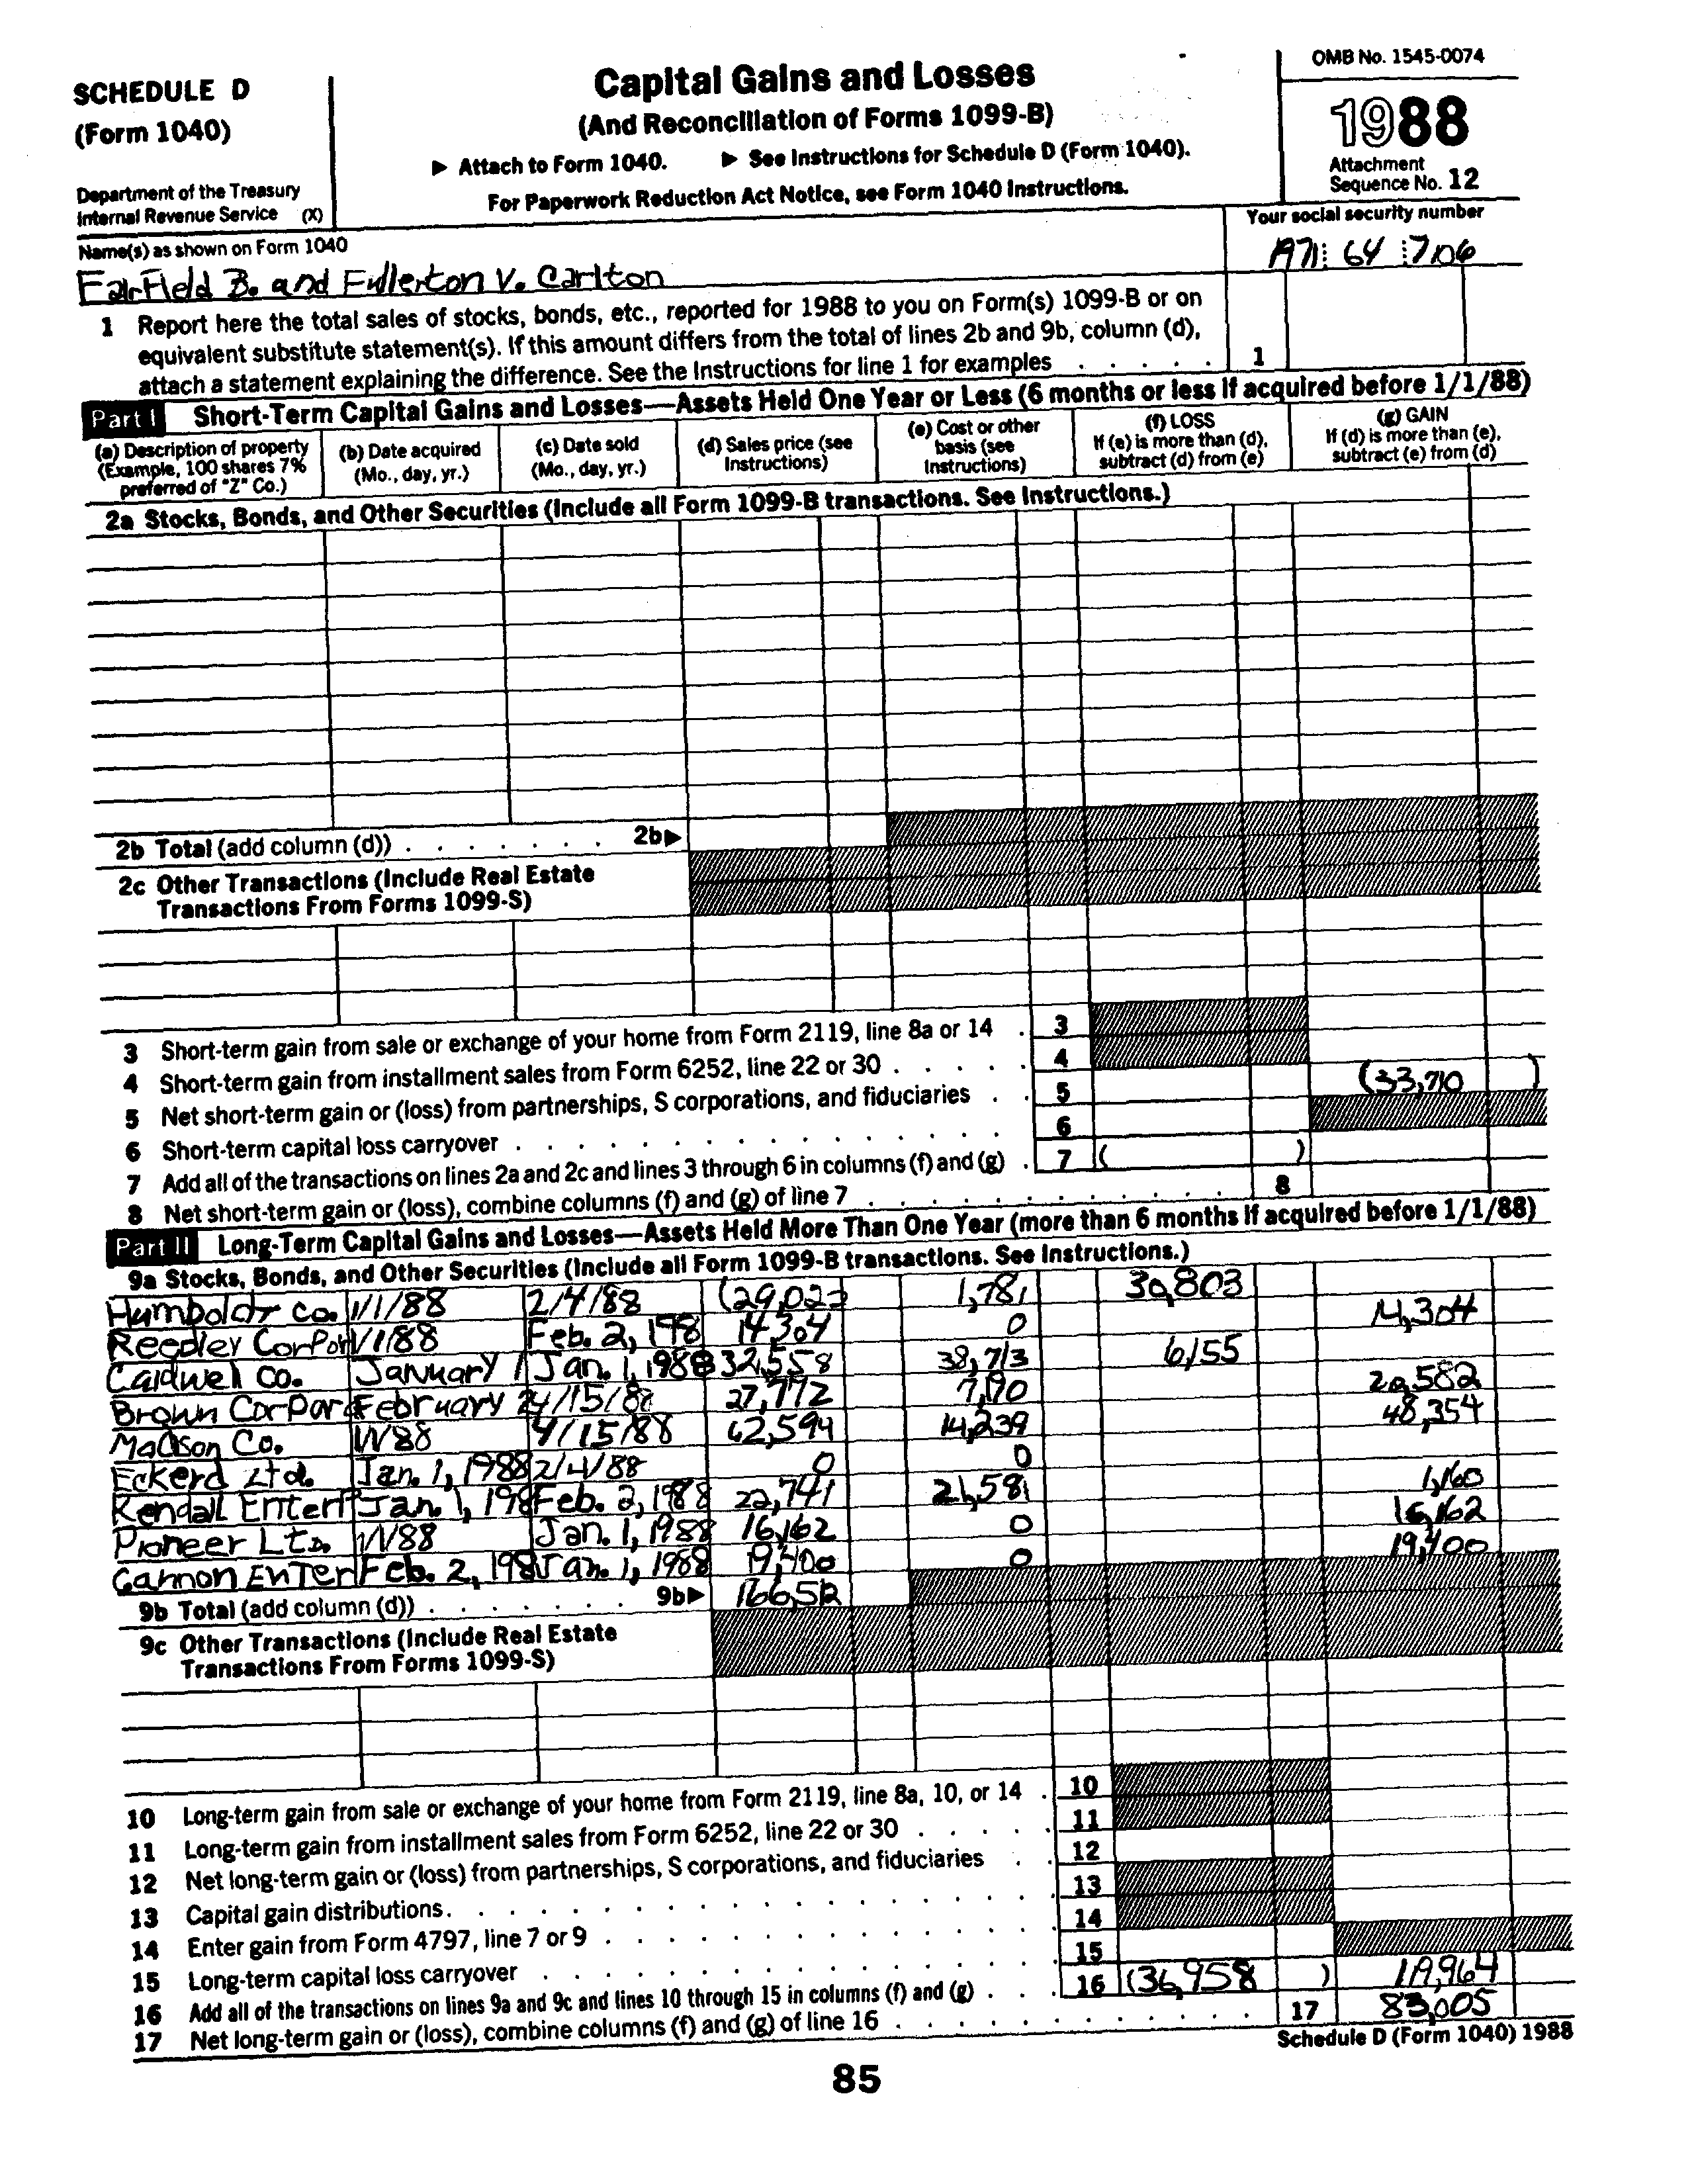 SCHEDULE D
(Form 1040)
Department of the Treasury
Internal Revenue Service (X)
Capital Gains and Losses
(And Reconciliation of Forms 1099-B)
▶ Attach to Form 1040. ▶ See Instructions for Schedule D (Form 1040).
For Paperwork Reduction Act Notice, see Form 1040 Instructions.
OMB No. 1545-0074
1988
Attachment
Sequence No. 12
Name(s) as shown on Form 1040
Fairfield B. and Fullerton V. Carlton
Your social security number
971 64 7106
1 Report here the total sales of stocks, bonds, etc., reported for 1988 to you on Form(s) 1099-B or on
equivalent substitute statement(s). If this amount differs from the total of lines 2b and 9b, column (d),
attach a statement explaining the difference. See the Instructions for line 1 for examples . . . . . 1
Part I Short-Term Capital Gains and Losses—Assets Held One Year or Less (6 months or less if acquired before 1/1/88)
(a) Description of property
(Example, 100 shares 7%
preferred of "Z" Co.)
(b) Date acquired
(Mo., day, yr.)
(c) Date sold
(Mo., day, yr.)
(d) Sales price (see
Instructions)
(e) Cost or other
basis (see
Instructions)
(f) LOSS
If (e) is more than (d),
subtract (d) from (e)
(g) GAIN
If (d) is more than (e),
subtract (e) from (d)
2a Stocks, Bonds, and Other Securities (Include all Form 1099-B transactions. See Instructions.)
2b Total (add column (d)) . . . . . . . 2b▶
2c Other Transactions (Include Real Estate
Transactions From Forms 1099-S)
3 Short-term gain from sale or exchange of your home from Form 2119, line 8a or 14 . 3
4 Short-term gain from installment sales from Form 6252, line 22 or 30 . . . . . 4
5 Net short-term gain or (loss) from partnerships, S corporations, and fiduciaries . . 5 (33,710 )
6 Short-term capital loss carryover . . . . . . . . . . . . . . . 6
7 Add all of the transactions on lines 2a and 2c and lines 3 through 6 in columns (f) and (g) . 7 ( )
8 Net short-term gain or (loss), combine columns (f) and (g) of line 7 . . . . . . . . . . . . . 8
Part II Long-Term Capital Gains and Losses—Assets Held More Than One Year (more than 6 months if acquired before 1/1/88)
9a Stocks, Bonds, and Other Securities (Include all Form 1099-B transactions. See Instructions.)
Humboldt Co. 1/1/88 2/4/88 (29,022 1,781 30,803
Reedley Corpor 1/1/88 Feb. 2, 198 14,304 0 14,304
Caldwel Co. January 1 Jan. 1, 1988 32,558 38,713 6,155
Brown Corpora February 2 4/15/88 27,772 7,190 20,582
Madison Co. 1/1/88 4/15/88 62,594 14,239 48,354
Eckerd Ltd. Jan. 1, 1988 2/4/88 0 0
Kendall Enterp Jan. 1, 198 Feb. 2, 1988 22,741 21,581 1,160
Pioneer Ltd. 1/1/88 Jan. 1, 1988 16,162 0 16,162
Cannon Enter Feb. 2, 198 Jan. 1, 1988 19,400 0 19,400
9b Total (add column (d)) . . . . . . . 9b▶ 166,512
9c Other Transactions (Include Real Estate
Transactions From Forms 1099-S)
10 Long-term gain from sale or exchange of your home from Form 2119, line 8a, 10, or 14 . 10
11 Long-term gain from installment sales from Form 6252, line 22 or 30 . . . . . 11
12 Net long-term gain or (loss) from partnerships, S corporations, and fiduciaries . . 12
13 Capital gain distributions . . . . . . . . . . . . . . . 13
14 Enter gain from Form 4797, line 7 or 9 . . . . . . . . . . . 14
15 Long-term capital loss carryover . . . . . . . . . . . . . 15
16 Add all of the transactions on lines 9a and 9c and lines 10 through 15 in columns (f) and (g) . . . 16 (36,958 ) 119,964
17 Net long-term gain or (loss), combine columns (f) and (g) of line 16 . . . . . . . . . . . . 17 83,005
Schedule D (Form 1040) 1988
85